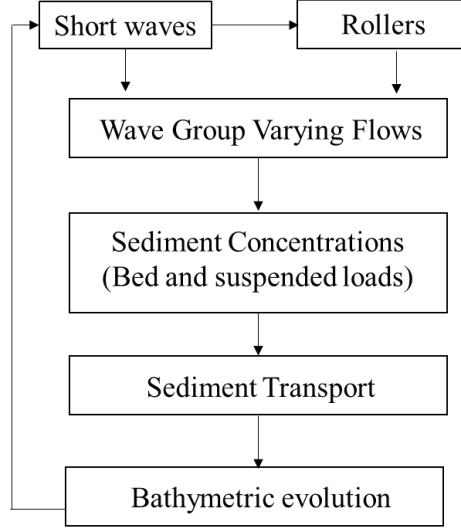 Short waves
Rollers
Wave Group Varying Flows
Sediment Concentrations
(Bed and suspended loads)
Sediment Transport
Bathymetric evolution